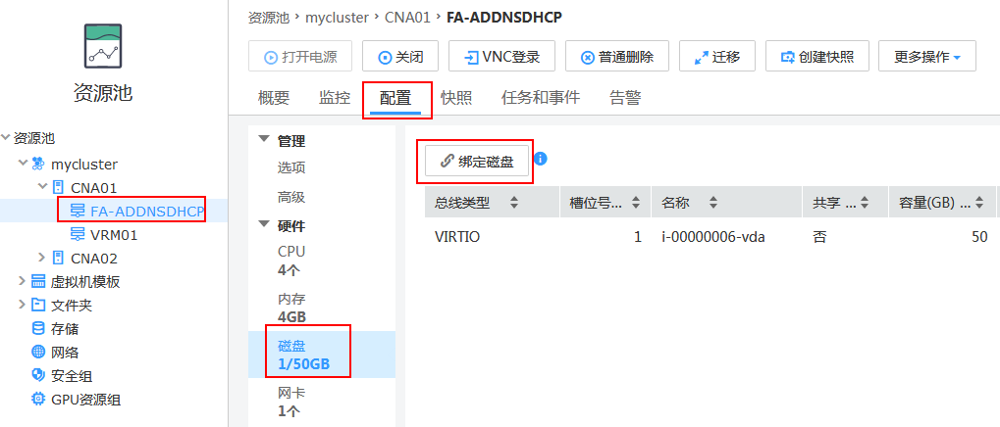 资源池
资源池
mycluster
CNA01
FA-ADDNSDHCP
VRM01
CNA02
虚拟机模板
文件夹
存储
网络
安全组
GPU资源组
资源池 > mycluster > CNA01 > FA-ADDNSDHCP
打开电源 关闭 VNC登录 普通删除 迁移 创建快照 更多操作
概要 监控 配置 快照 任务和事件 告警
管理
选项
高级
硬件
CPU
4个
内存
4GB
磁盘
1/50GB
网卡
1个
绑定磁盘
总线类型 槽位号... 名称 共享 ... 容量(GB) ...
VIRTIO 1 i-00000006-vda 否 50